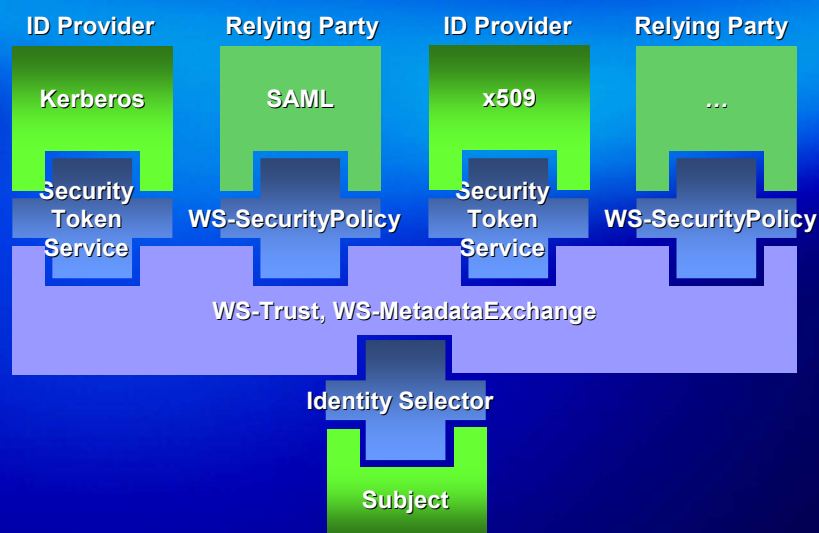 ID Provider
Relying Party
ID Provider
Relying Party
Kerberos
SAML
x509
...
Security
Token
Service
WS-SecurityPolicy
Security
Token
Service
WS-SecurityPolicy
WS-Trust, WS-MetadataExchange
Identity Selector
Subject